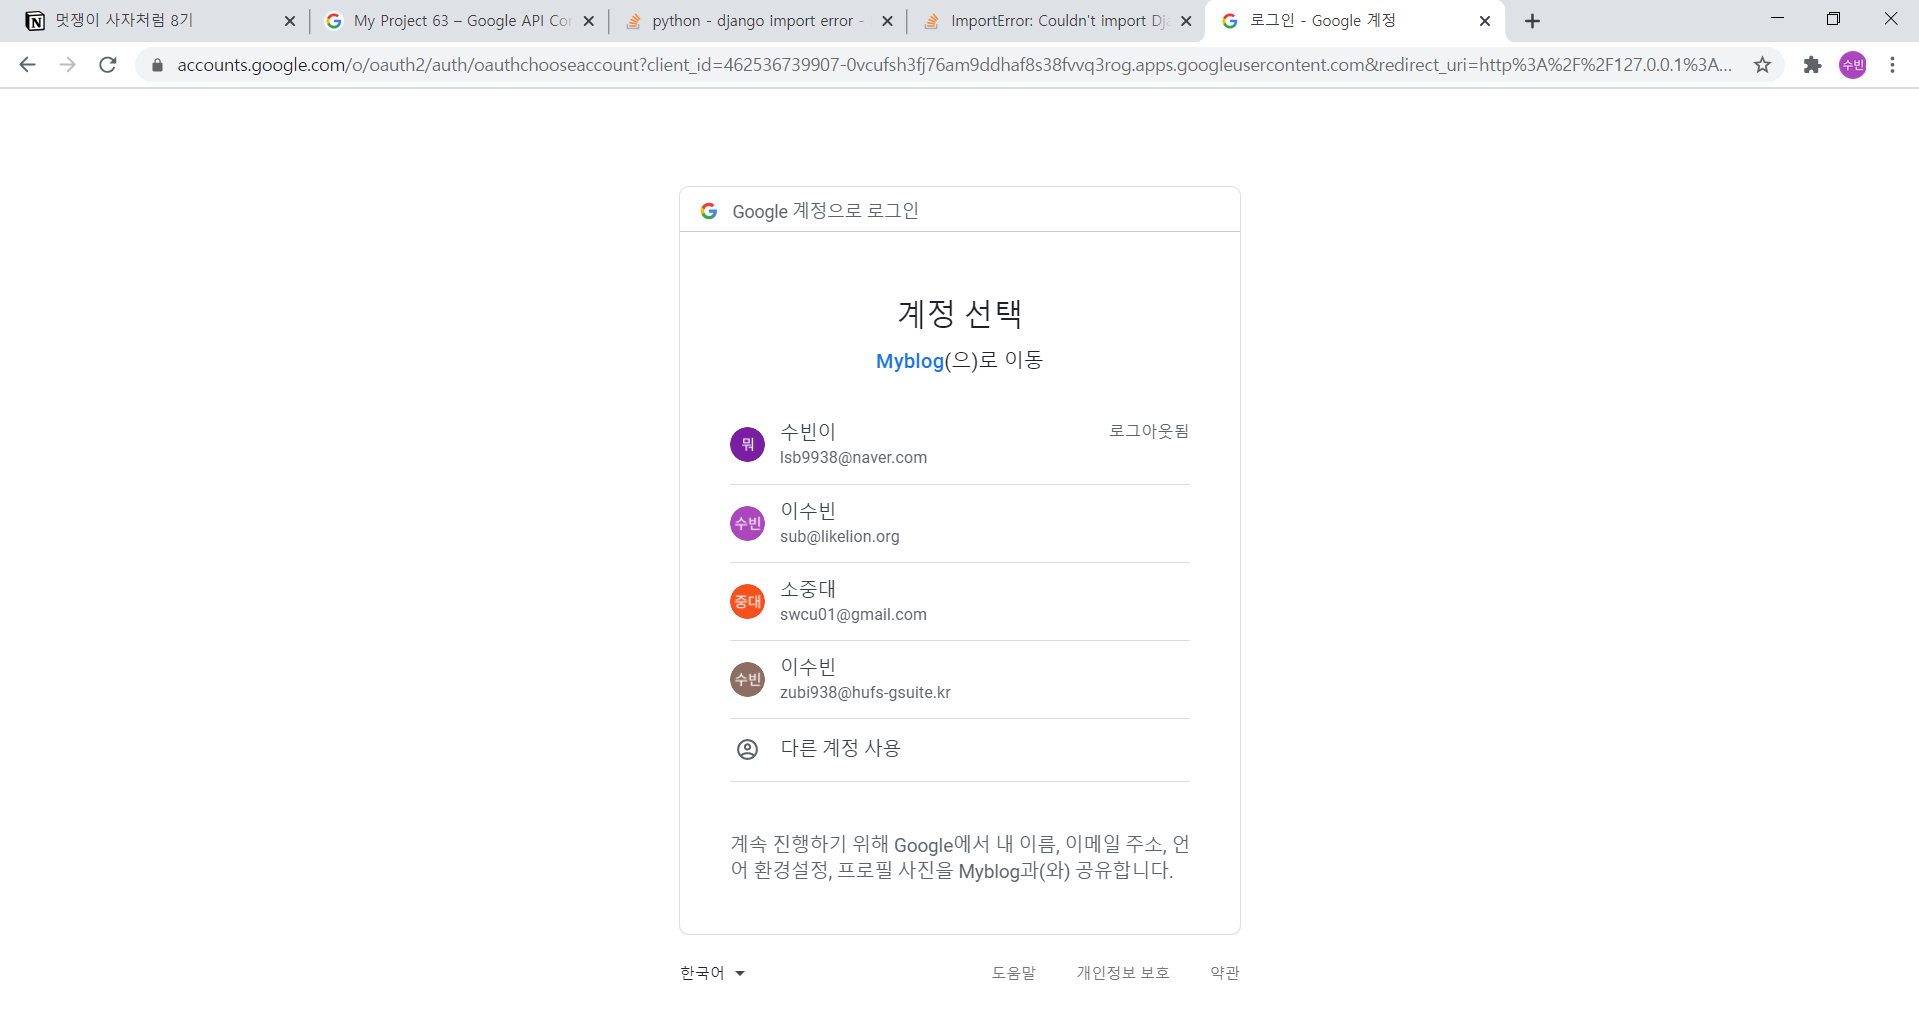 멋쟁이 사자처럼 8기
My Project 63 – Google API Co
python - django import error -
ImportError: Couldn't import Dj
로그인 - Google 계정
accounts.google.com/o/oauth2/auth/oauthchooseaccount?client_id=462536739907-0vcufsh3fj76am9ddhaf8s38fvvq3rog.apps.googleusercontent.com&redirect_uri=http%3A%2F%2F127.0.0.1%3A...
수빈
Google 계정으로 로그인
계정 선택
Myblog(으)로 이동
뭐
수빈이
로그아웃됨
lsb9938@naver.com
수빈
이수빈
sub@likelion.org
중대
소중대
swcu01@gmail.com
수빈
이수빈
zubi938@hufs-gsuite.kr
다른 계정 사용
계속 진행하기 위해 Google에서 내 이름, 이메일 주소, 언
어 환경설정, 프로필 사진을 Myblog과(와) 공유합니다.
한국어
도움말
개인정보 보호
약관